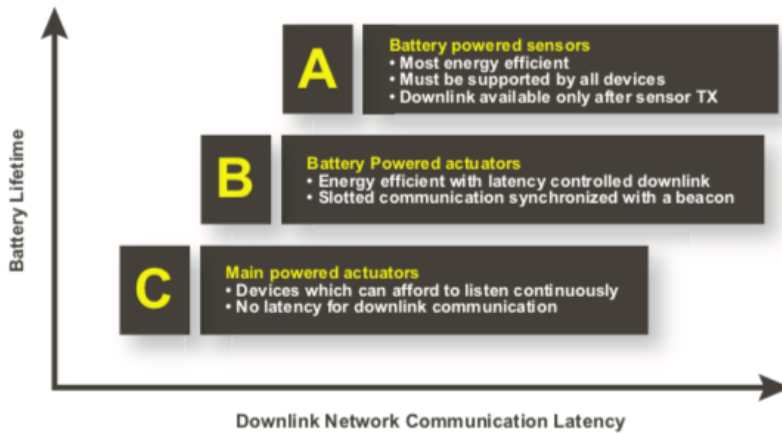 Battery Lifetime
A
Battery powered sensors
• Most energy efficient
• Must be supported by all devices
• Downlink available only after sensor TX
B
Battery Powered actuators
• Energy efficient with latency controlled downlink
• Slotted communication synchronized with a beacon
C
Main powered actuators
• Devices which can afford to listen continuously
• No latency for downlink communication
Downlink Network Communication Latency